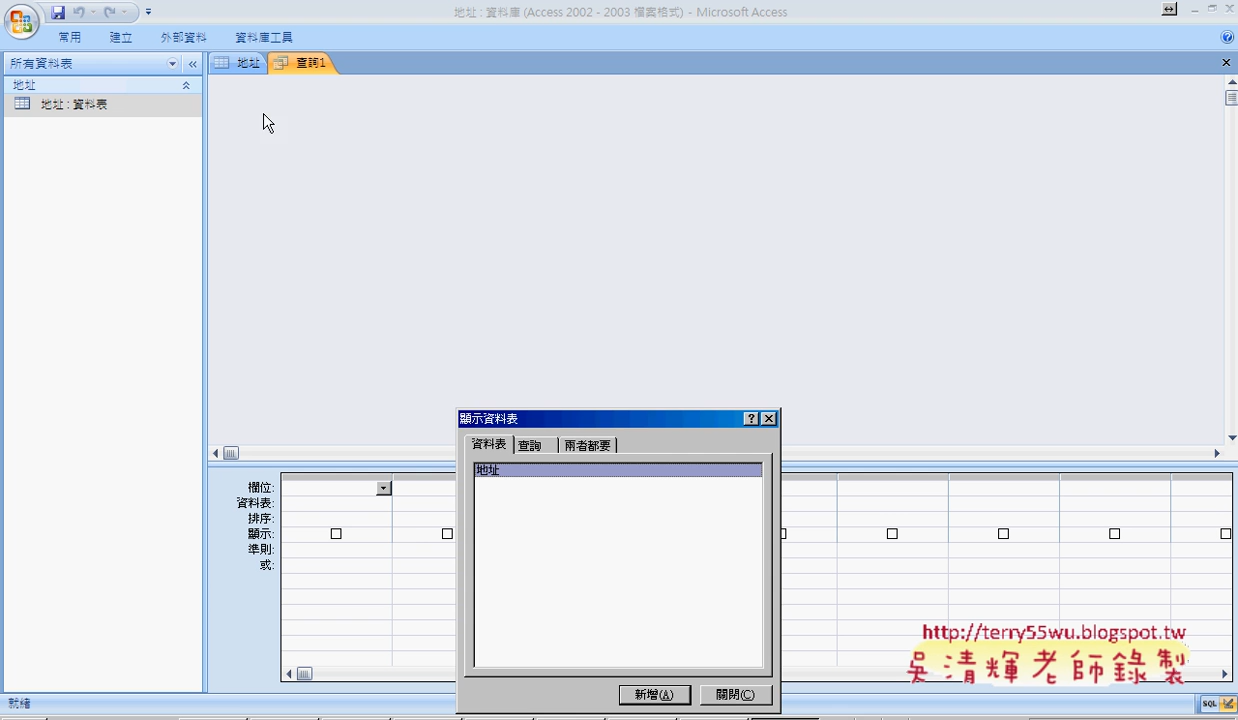 地址 : 資料庫 (Access 2002 - 2003 檔案格式) - Microsoft Access
常用 建立 外部資料 資料庫工具
所有資料表
地址 查詢1
地址
地址 : 資料表
顯示資料表
資料表 查詢 兩者都要
地址
欄位:
資料表:
排序:
顯示:
準則:
或:
http://terry55wu.blogspot.tw
吳清輝老師錄製
新增(A) 關閉(C)
就緒
SQL